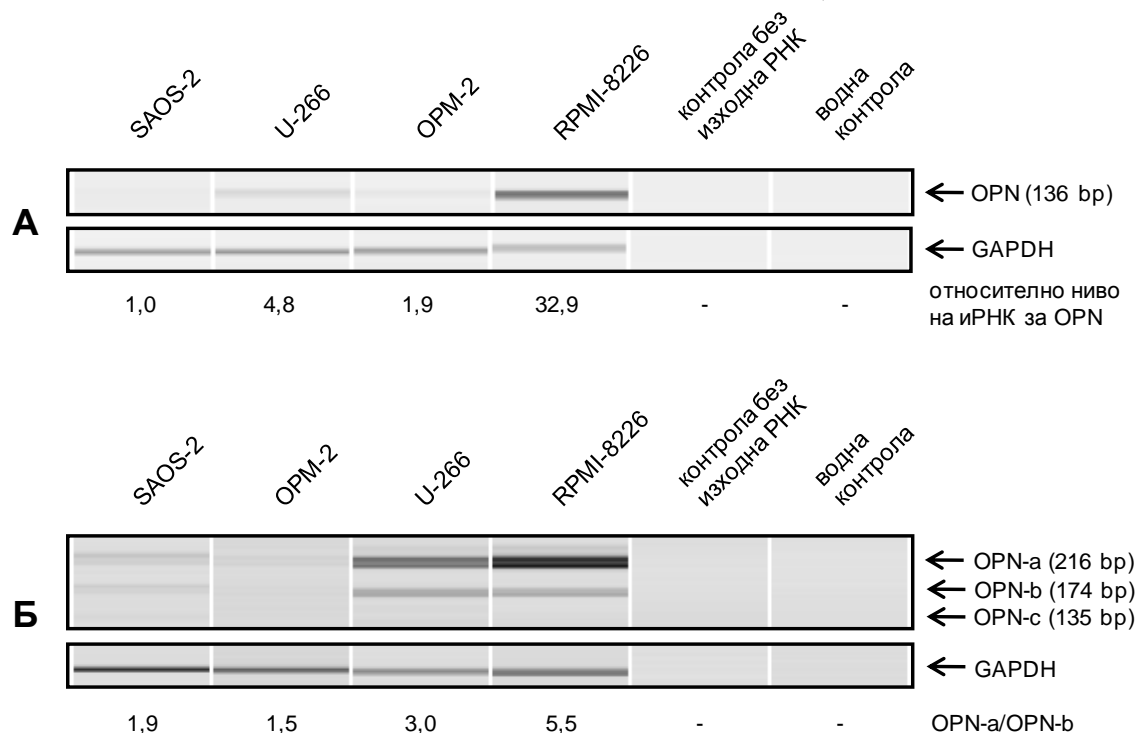 SAOS-2 U-266 OPM-2 RPMI-8226 контрола без изходна РНК водна контрола
А
OPN (136 bp)
GAPDH
1,0 4,8 1,9 32,9 - - относително ниво
на иРНК за OPN
SAOS-2 OPM-2 U-266 RPMI-8226 контрола без изходна РНК водна контрола
Б
OPN-a (216 bp)
OPN-b (174 bp)
OPN-c (135 bp)
GAPDH
1,9 1,5 3,0 5,5 - - OPN-a/OPN-b